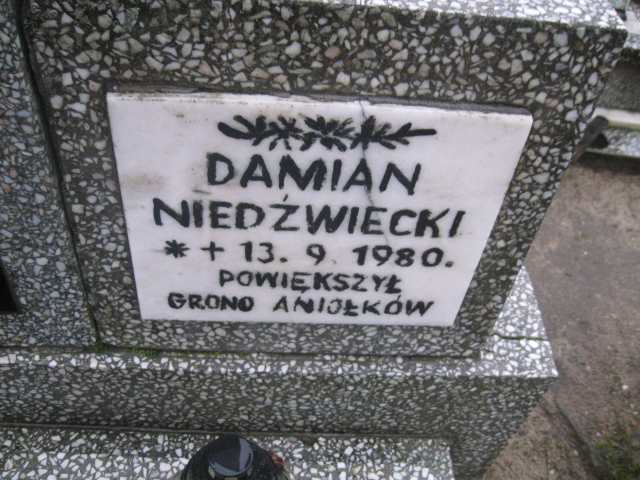 DAMIAN
NIEDŹWIECKI
* + 13. 9. 1980.
POWIĘKSZYŁ
GRONO ANIOŁKÓW